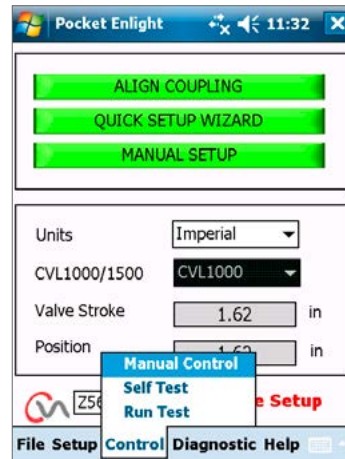 Pocket Enlight 11:32
ALIGN COUPLING
QUICK SETUP WIZARD
MANUAL SETUP
Units Imperial
CVL1000/1500 CVL1000
Valve Stroke 1.62 in
Position in
Manual Control
Self Test
Run Test
Z56 Setup
File Setup Control Diagnostic Help